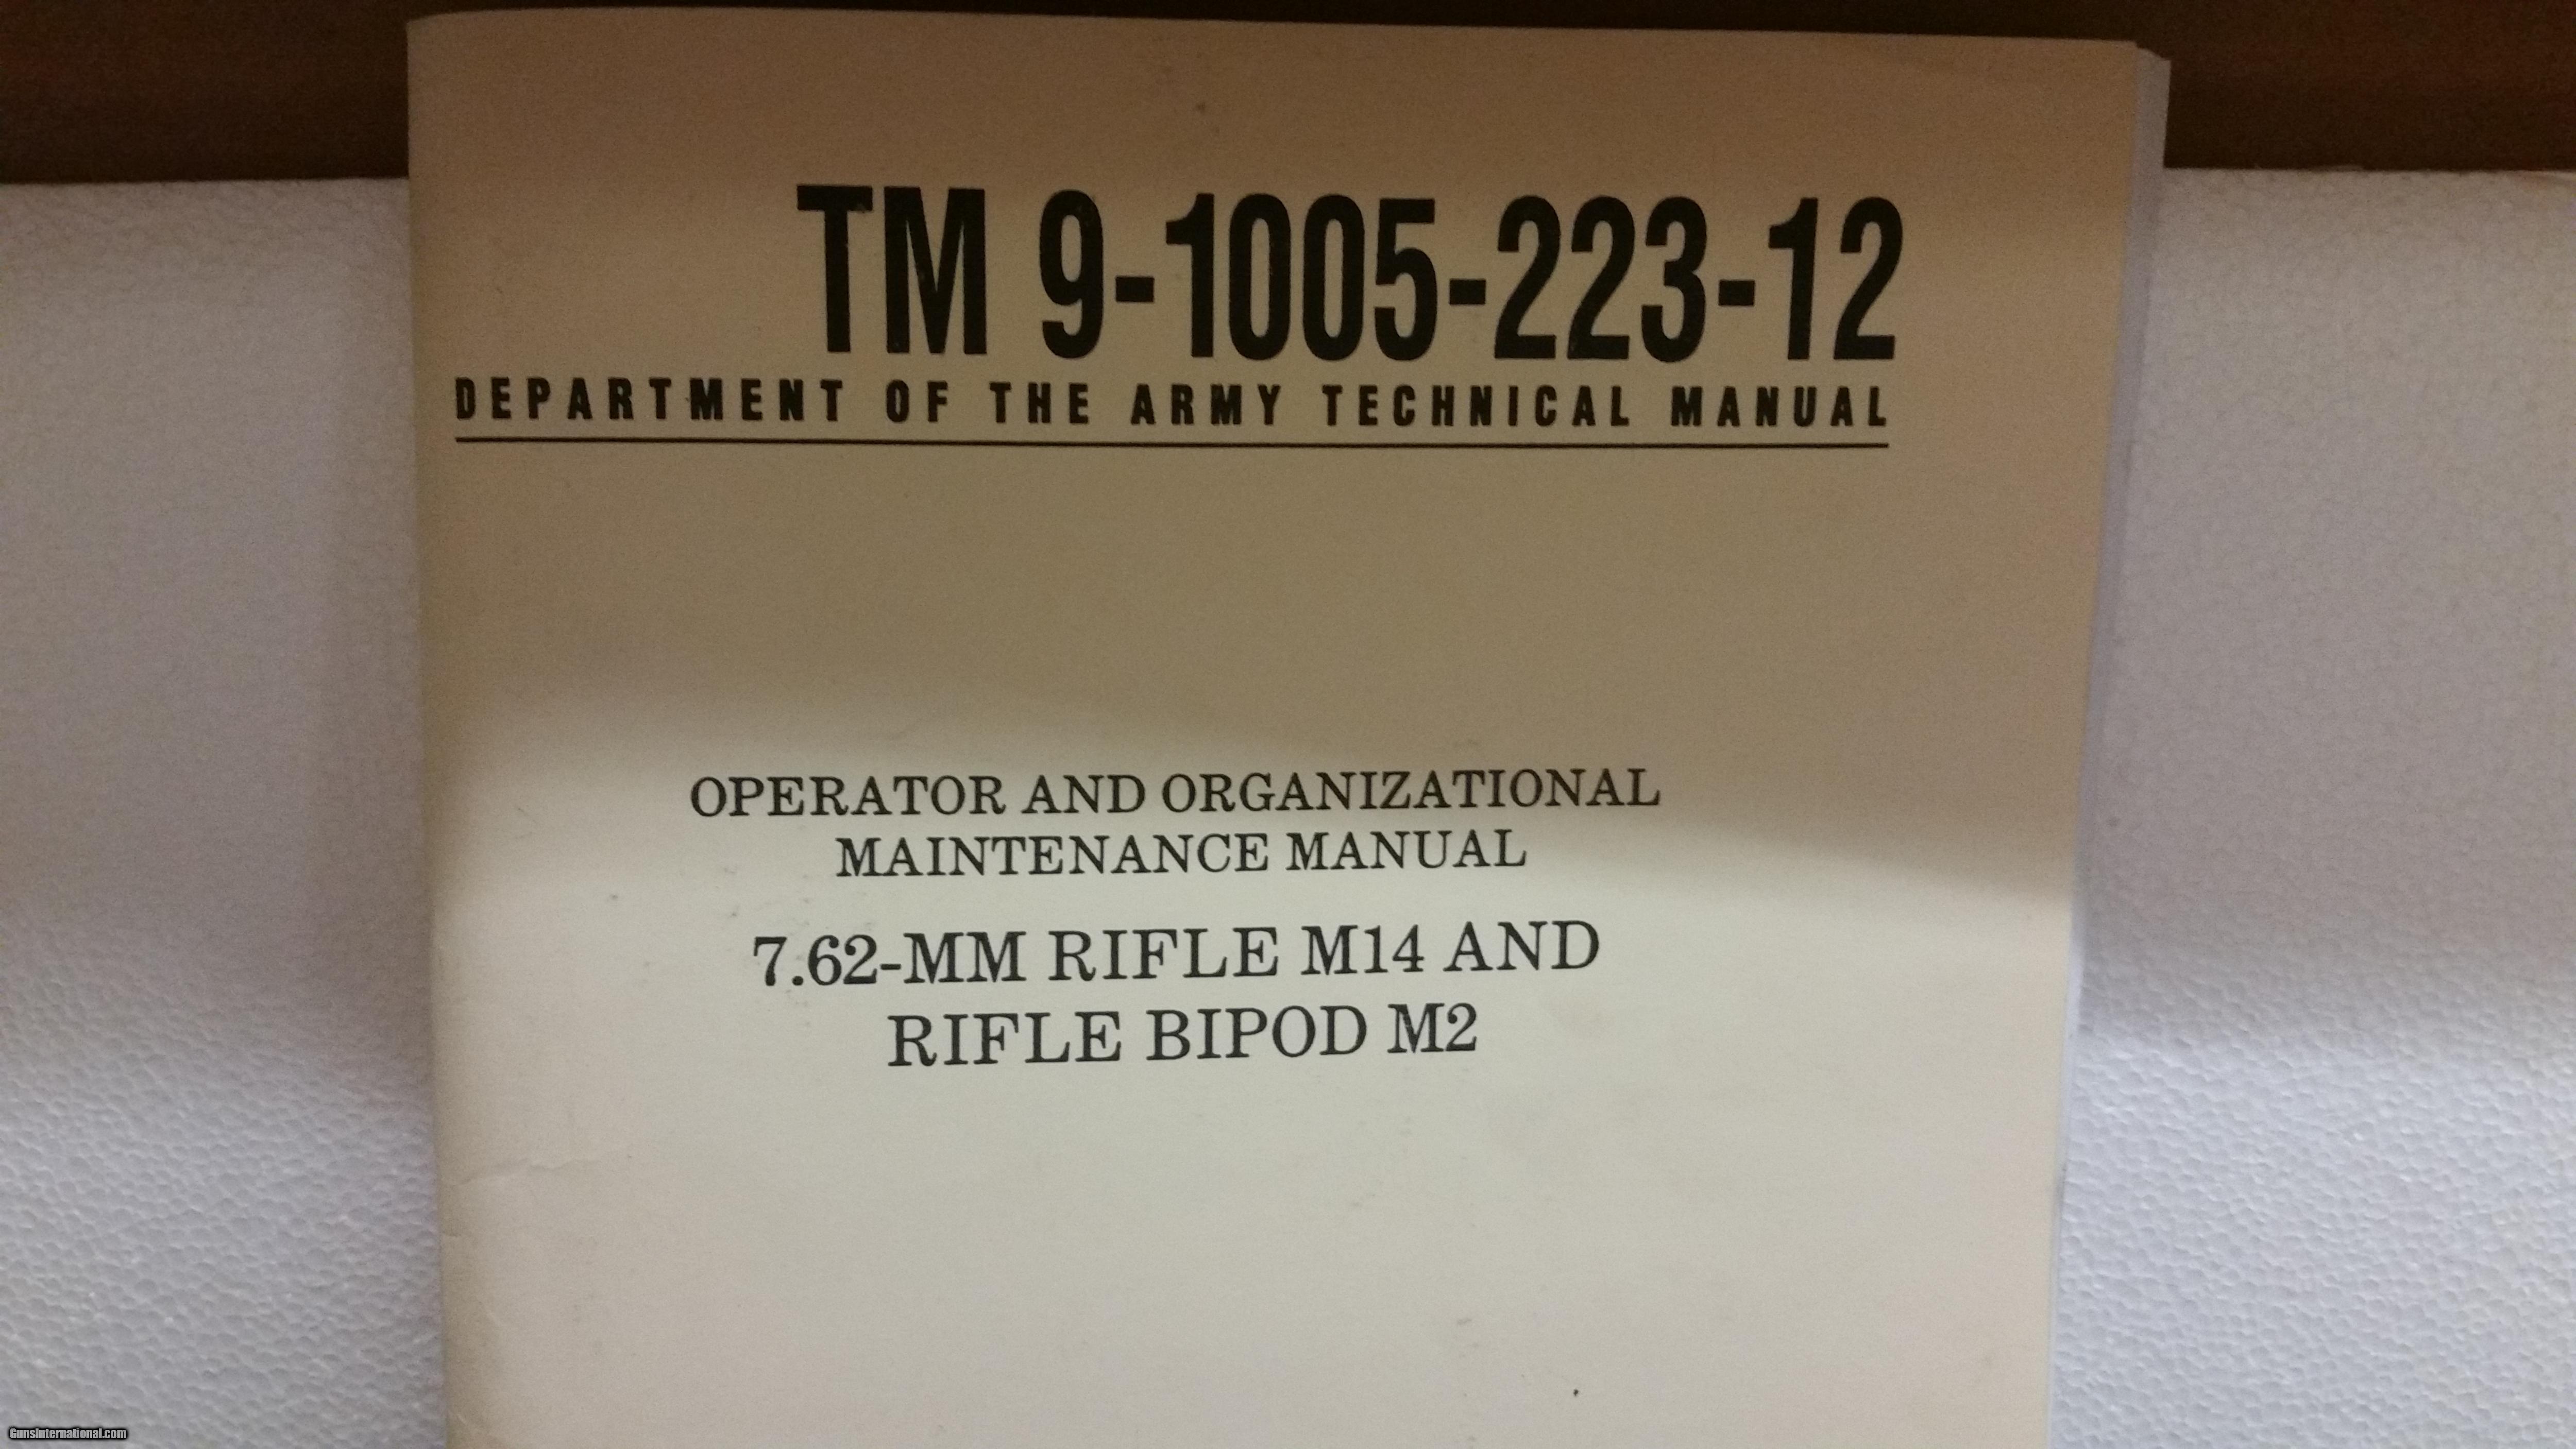 TM 9-1005-223-12
DEPARTMENT OF THE ARMY TECHNICAL MANUAL
OPERATOR AND ORGANIZATIONAL
MAINTENANCE MANUAL
7.62-MM RIFLE M14 AND
RIFLE BIPOD M2
GunsInternational.com